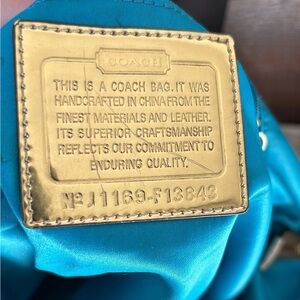 COACH
THIS IS A COACH BAG. IT WAS
HANDCRAFTED IN CHINA FROM THE
FINEST MATERIALS AND LEATHER.
ITS SUPERIOR CRAFTSMANSHIP
REFLECTS OUR COMMITMENT TO
ENDURING QUALITY.
Nº J1169-F13843